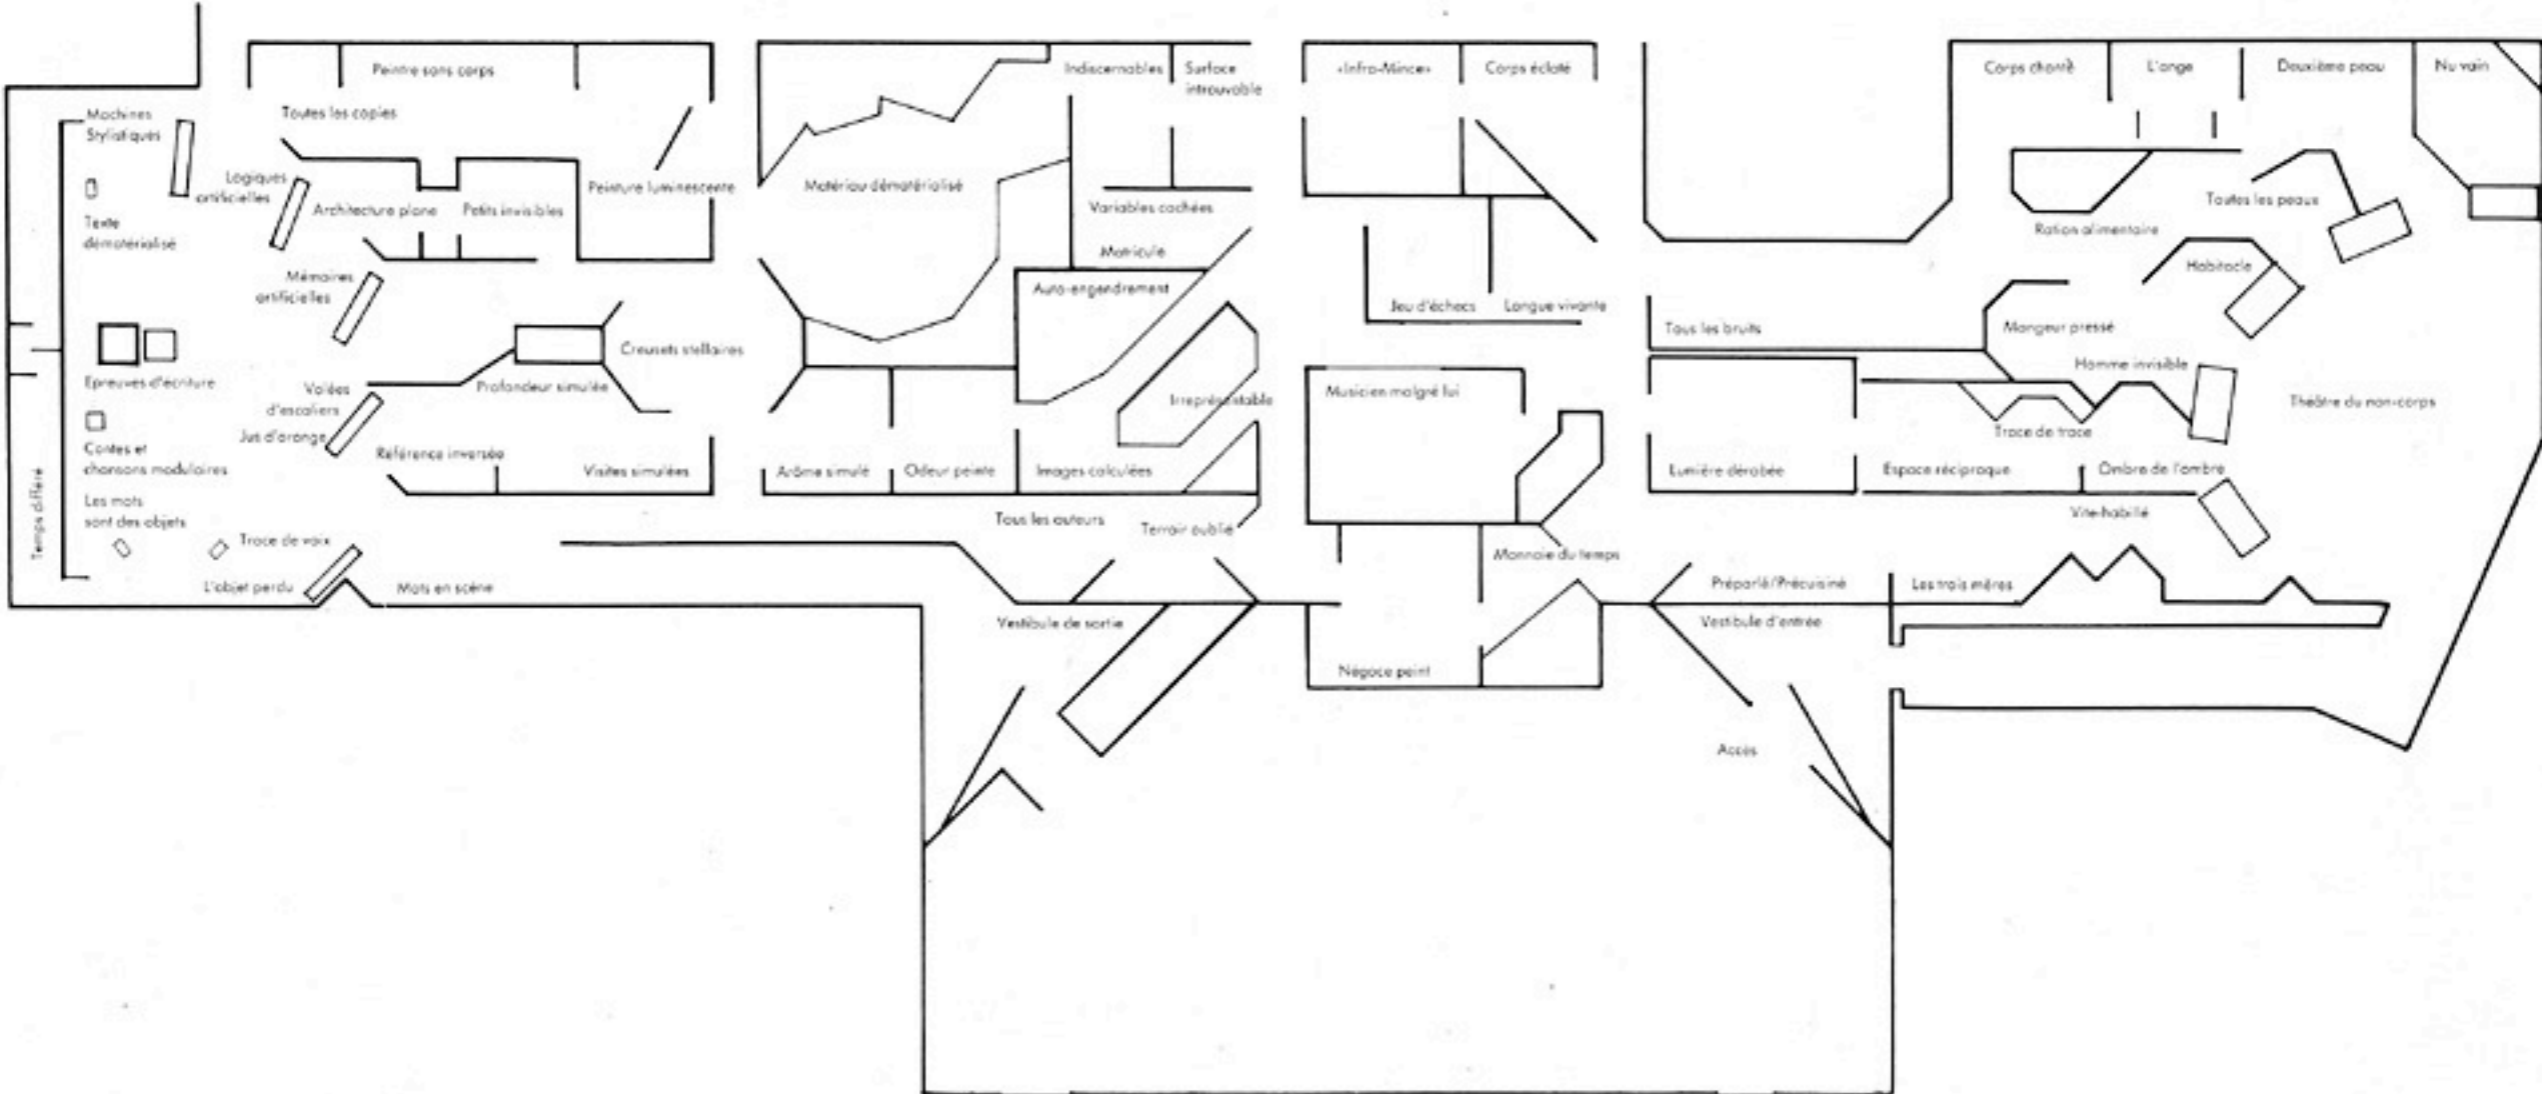 Peintre sans corps
Indiscernables
Surface
introuvable
«Infra-Mince»
Corps éclaté
Corps chanté
L'ange
Deuxième peau
Nu vain
Machines
Stylistiques
Toutes les copies
Logiques
artificielles
Architecture plane
Petits invisibles
Peinture luminescente
Matériau dématérialisé
Variables cachées
Toutes les peaux
Texte
dématérialisé
Ration alimentaire
Matricule
Habitacle
Mémoires
artificielles
Auto-engendrement
Jeu d'échecs
Langue vivante
Tous les bruits
Mangeur pressé
Creusets stellaires
Homme invisible
Epreuves d'écriture
Volées
d'escaliers
Profondeur simulée
Irreprésentable
Musicien malgré lui
Théâtre du non-corps
Jus d'orange
Trace de trace
Contes et
chansons modulaires
Référence inversée
Visites simulées
Arôme simulé
Odeur peinte
Images calculées
Lumière dérobée
Espace réciproque
Ombre de l'ombre
Temps différé
Les mots
sont des objets
Tous les auteurs
Terroir oublié
Vite-habillé
Trace de voix
Monnaie du temps
L'objet perdu
Mots en scène
Préparlé/Précuisiné
Les trois mères
Vestibule de sortie
Vestibule d'entrée
Négoce peint
Accès